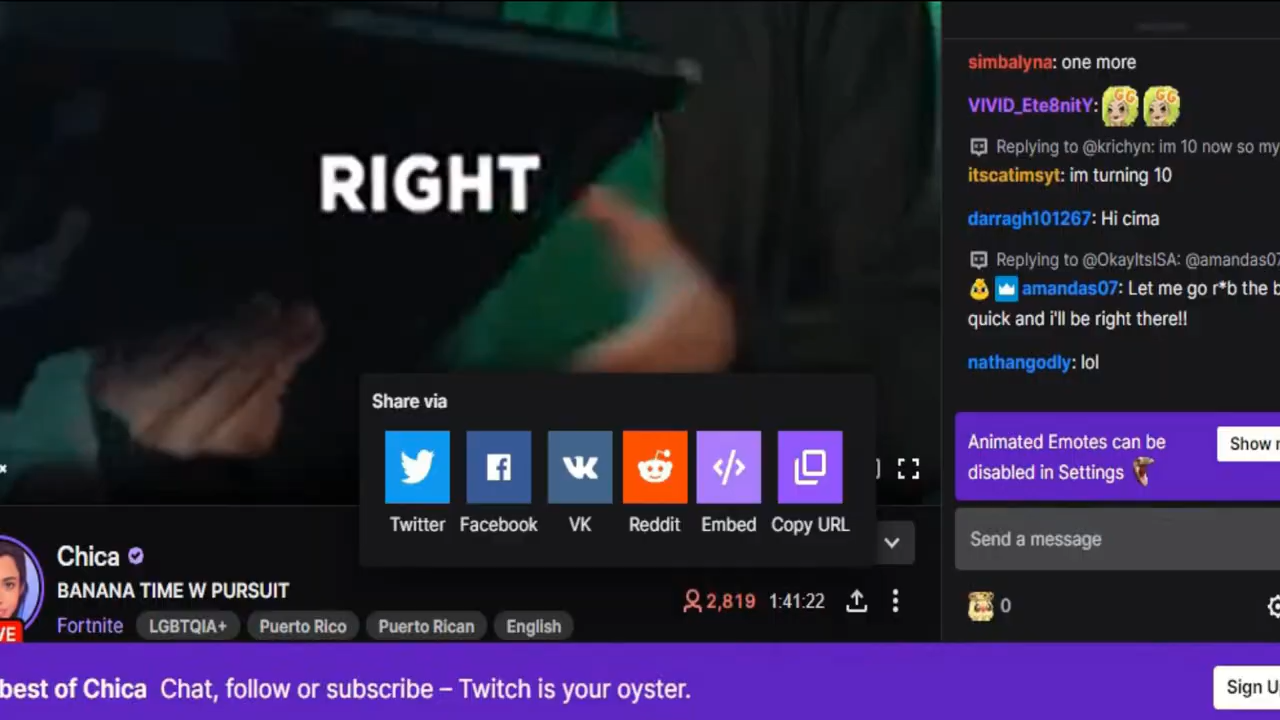 RIGHT
Share via
Twitter
Facebook
VK
Reddit
Embed
Copy URL
Chica
BANANA TIME W PURSUIT
2,819 1:41:22
Fortnite
LGBTQIA+
Puerto Rico
Puerto Rican
English
simbalyna: one more
VIVID_Ete8nitY:
Replying to @krichyn: im 10 now so my
itscatimsyt: im turning 10
darragh101267: Hi cima
Replying to @OkayItsISA: @amandas07
amandas07: Let me go r*b the b
quick and i'll be right there!!
nathangodly: lol
Animated Emotes can be
disabled in Settings
Show
Send a message
0
best of Chica Chat, follow or subscribe – Twitch is your oyster.
Sign U